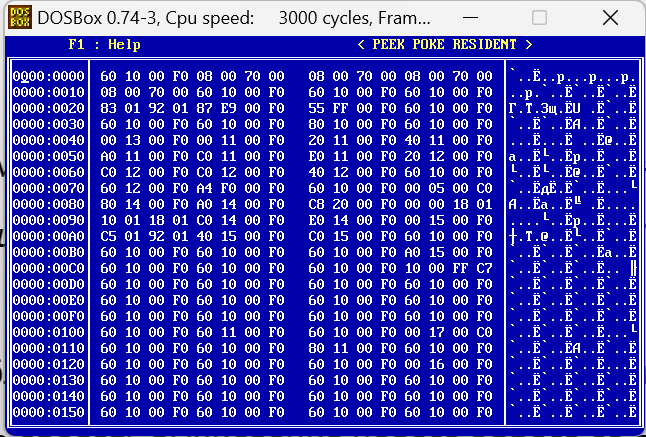 DOSBox 0.74-3, Cpu speed: 3000 cycles, Fram...
F1 : Help < PEEK POKE RESIDENT >
0000:0000 60 10 00 F0 08 00 70 00 08 00 70 00 08 00 70 00 `..Ё..p...p...p.
0000:0010 08 00 70 00 60 10 00 F0 60 10 00 F0 60 10 00 F0 ..p.`..Ё`..Ё`..Ё
0000:0020 83 01 92 01 87 E9 00 F0 55 FF 00 F0 60 10 00 F0 Г.Т.Зщ.ЁU .Ё`..Ё
0000:0030 60 10 00 F0 60 10 00 F0 80 10 00 F0 60 10 00 F0 `..Ё`..ЁА..Ё`..Ё
0000:0040 00 13 00 F0 00 11 00 F0 20 11 00 F0 40 11 00 F0 ...Ё...Ё ..Ё@..Ё
0000:0050 A0 11 00 F0 C0 11 00 F0 E0 11 00 F0 20 12 00 F0 а..Ё└..Ёр..Ё ..Ё
0000:0060 C0 12 00 F0 C0 12 00 F0 40 12 00 F0 60 10 00 F0 └..Ё└..Ё@..Ё`..Ё
0000:0070 60 12 00 F0 A4 F0 00 F0 60 10 00 F0 00 05 00 C0 `..ЁдЁ.Ё`..Ё...└
0000:0080 80 14 00 F0 A0 14 00 F0 C8 20 00 F0 00 00 18 01 А..Ёа..Ё╚ .Ё....
0000:0090 10 01 18 01 C0 14 00 F0 E0 14 00 F0 00 15 00 F0 ....└..Ёр..Ё...Ё
0000:00A0 C5 01 92 01 40 15 00 F0 C0 15 00 F0 60 10 00 F0 ┼.Т.@..Ё└..Ё`..Ё
0000:00B0 60 10 00 F0 60 10 00 F0 60 10 00 F0 A0 15 00 F0 `..Ё`..Ё`..Ёа..Ё
0000:00C0 60 10 00 F0 60 10 00 F0 60 10 00 F0 10 00 FF C7 `..Ё`..Ё`..Ё.. ╟
0000:00D0 60 10 00 F0 60 10 00 F0 60 10 00 F0 60 10 00 F0 `..Ё`..Ё`..Ё`..Ё
0000:00E0 60 10 00 F0 60 10 00 F0 60 10 00 F0 60 10 00 F0 `..Ё`..Ё`..Ё`..Ё
0000:00F0 60 10 00 F0 60 10 00 F0 60 10 00 F0 60 10 00 F0 `..Ё`..Ё`..Ё`..Ё
0000:0100 60 10 00 F0 60 11 00 F0 60 10 00 F0 00 17 00 C0 `..Ё`..Ё`..Ё...└
0000:0110 60 10 00 F0 60 10 00 F0 80 11 00 F0 60 10 00 F0 `..Ё`..ЁА..Ё`..Ё
0000:0120 60 10 00 F0 60 10 00 F0 60 10 00 F0 00 16 00 F0 `..Ё`..Ё`..Ё...Ё
0000:0130 60 10 00 F0 60 10 00 F0 60 10 00 F0 60 10 00 F0 `..Ё`..Ё`..Ё`..Ё
0000:0140 60 10 00 F0 60 10 00 F0 60 10 00 F0 60 10 00 F0 `..Ё`..Ё`..Ё`..Ё
0000:0150 60 10 00 F0 60 10 00 F0 60 10 00 F0 60 10 00 F0 `..Ё`..Ё`..Ё`..Ё